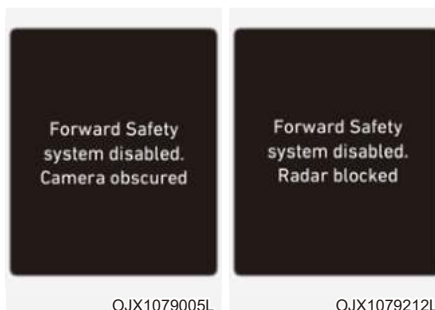 Forward Safety
system disabled.
Camera obscured
Forward Safety
system disabled.
Radar blocked
OJX1079005L
OJX1079212L